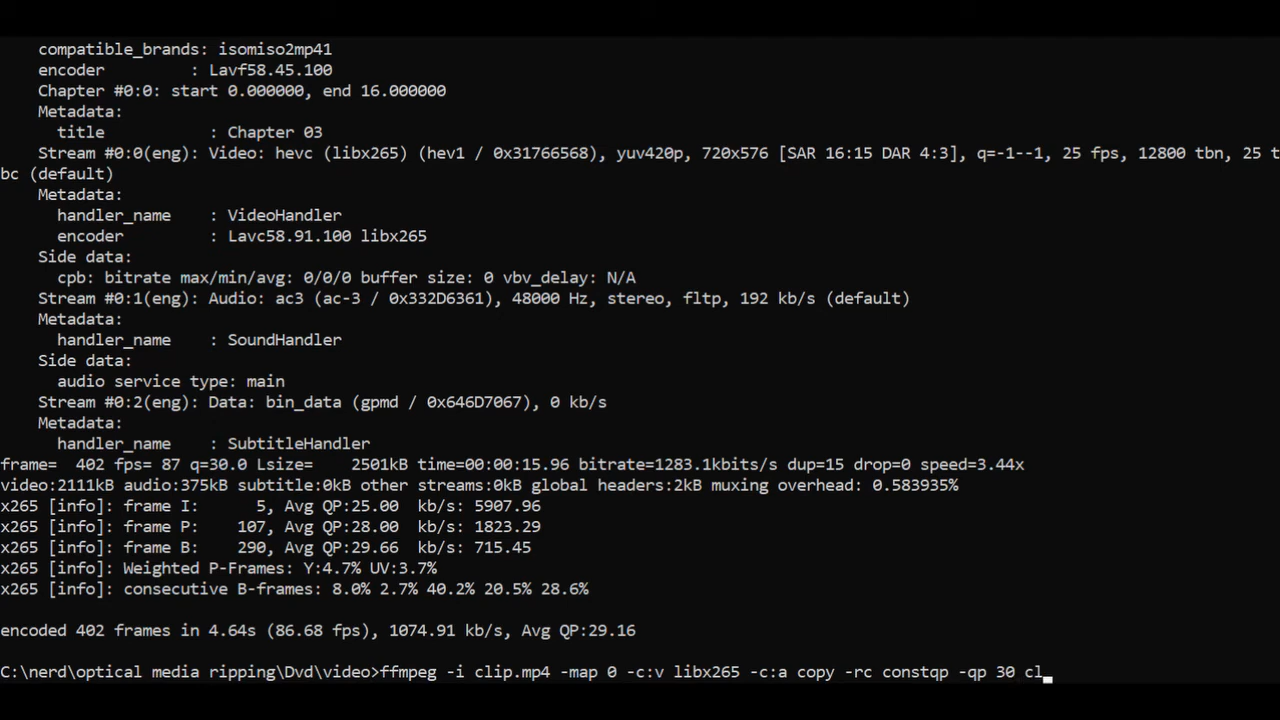 compatible_brands: isomiso2mp41
encoder : Lavf58.45.100
Chapter #0:0: start 0.000000, end 16.000000
Metadata:
title : Chapter 03
Stream #0:0(eng): Video: hevc (libx265) (hev1 / 0x31766568), yuv420p, 720x576 [SAR 16:15 DAR 4:3], q=-1--1, 25 fps, 12800 tbn, 25 t
bc (default)
Metadata:
handler_name : VideoHandler
encoder : Lavc58.91.100 libx265
Side data:
cpb: bitrate max/min/avg: 0/0/0 buffer size: 0 vbv_delay: N/A
Stream #0:1(eng): Audio: ac3 (ac-3 / 0x332D6361), 48000 Hz, stereo, fltp, 192 kb/s (default)
Metadata:
handler_name : SoundHandler
Side data:
audio service type: main
Stream #0:2(eng): Data: bin_data (gpmd / 0x646D7067), 0 kb/s
Metadata:
handler_name : SubtitleHandler
frame= 402 fps= 87 q=30.0 Lsize= 2501kB time=00:00:15.96 bitrate=1283.1kbits/s dup=15 drop=0 speed=3.44x
video:2111kB audio:375kB subtitle:0kB other streams:0kB global headers:2kB muxing overhead: 0.583935%
x265 [info]: frame I: 5, Avg QP:25.00 kb/s: 5907.96
x265 [info]: frame P: 107, Avg QP:28.00 kb/s: 1823.29
x265 [info]: frame B: 290, Avg QP:29.66 kb/s: 715.45
x265 [info]: Weighted P-Frames: Y:4.7% UV:3.7%
x265 [info]: consecutive B-frames: 8.0% 2.7% 40.2% 20.5% 28.6%
encoded 402 frames in 4.64s (86.68 fps), 1074.91 kb/s, Avg QP:29.16
C:\nerd\optical media ripping\Dvd\video>ffmpeg -i clip.mp4 -map 0 -c:v libx265 -c:a copy -rc constqp -qp 30 cl